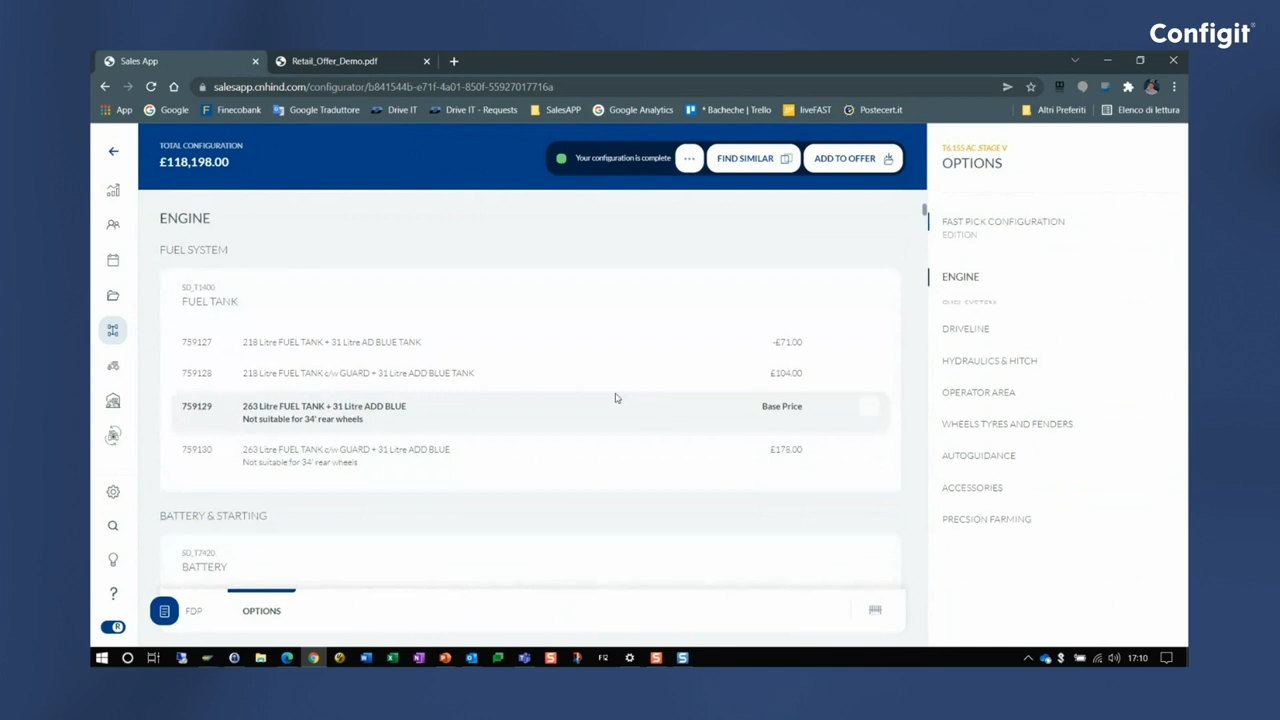 Configit®
Sales App
Retail_Offer_Demo.pdf
salesapp.cnhind.com/configurator/b841544b-e71f-4a01-850f-55927017716a
App
Google
Finecobank
Google Traduttore
Drive IT
Drive IT - Requests
SalesAPP
Google Analytics
* Bacheche | Trello
liveFAST
Postecert.it
Altri Preferiti
Elenco di lettura
TOTAL CONFIGURATION
£118,198.00
Your configuration is complete
...
FIND SIMILAR
ADD TO OFFER
T6.155 AC .STAGE V
OPTIONS
ENGINE
FUEL SYSTEM
SD_T1400
FUEL TANK
759127 218 Litre FUEL TANK + 31 Litre AD BLUE TANK -£71.00
759128 218 Litre FUEL TANK c/w GUARD + 31 Litre ADD BLUE TANK £104.00
759129 263 Litre FUEL TANK + 31 Litre ADD BLUE Base Price
Not suitable for 34' rear wheels
759130 263 Litre FUEL TANK c/w GUARD + 31 Litre ADD BLUE £178.00
Not suitable for 34' rear wheels
BATTERY & STARTING
SD_T7420
BATTERY
FDP
OPTIONS
FAST PICK CONFIGURATION
EDITION
ENGINE
FUEL SYSTEM
DRIVELINE
HYDRAULICS & HITCH
OPERATOR AREA
WHEELS TYRES AND FENDERS
AUTOGUIDANCE
ACCESSORIES
PRECSION FARMING
?
R
F12
17:10